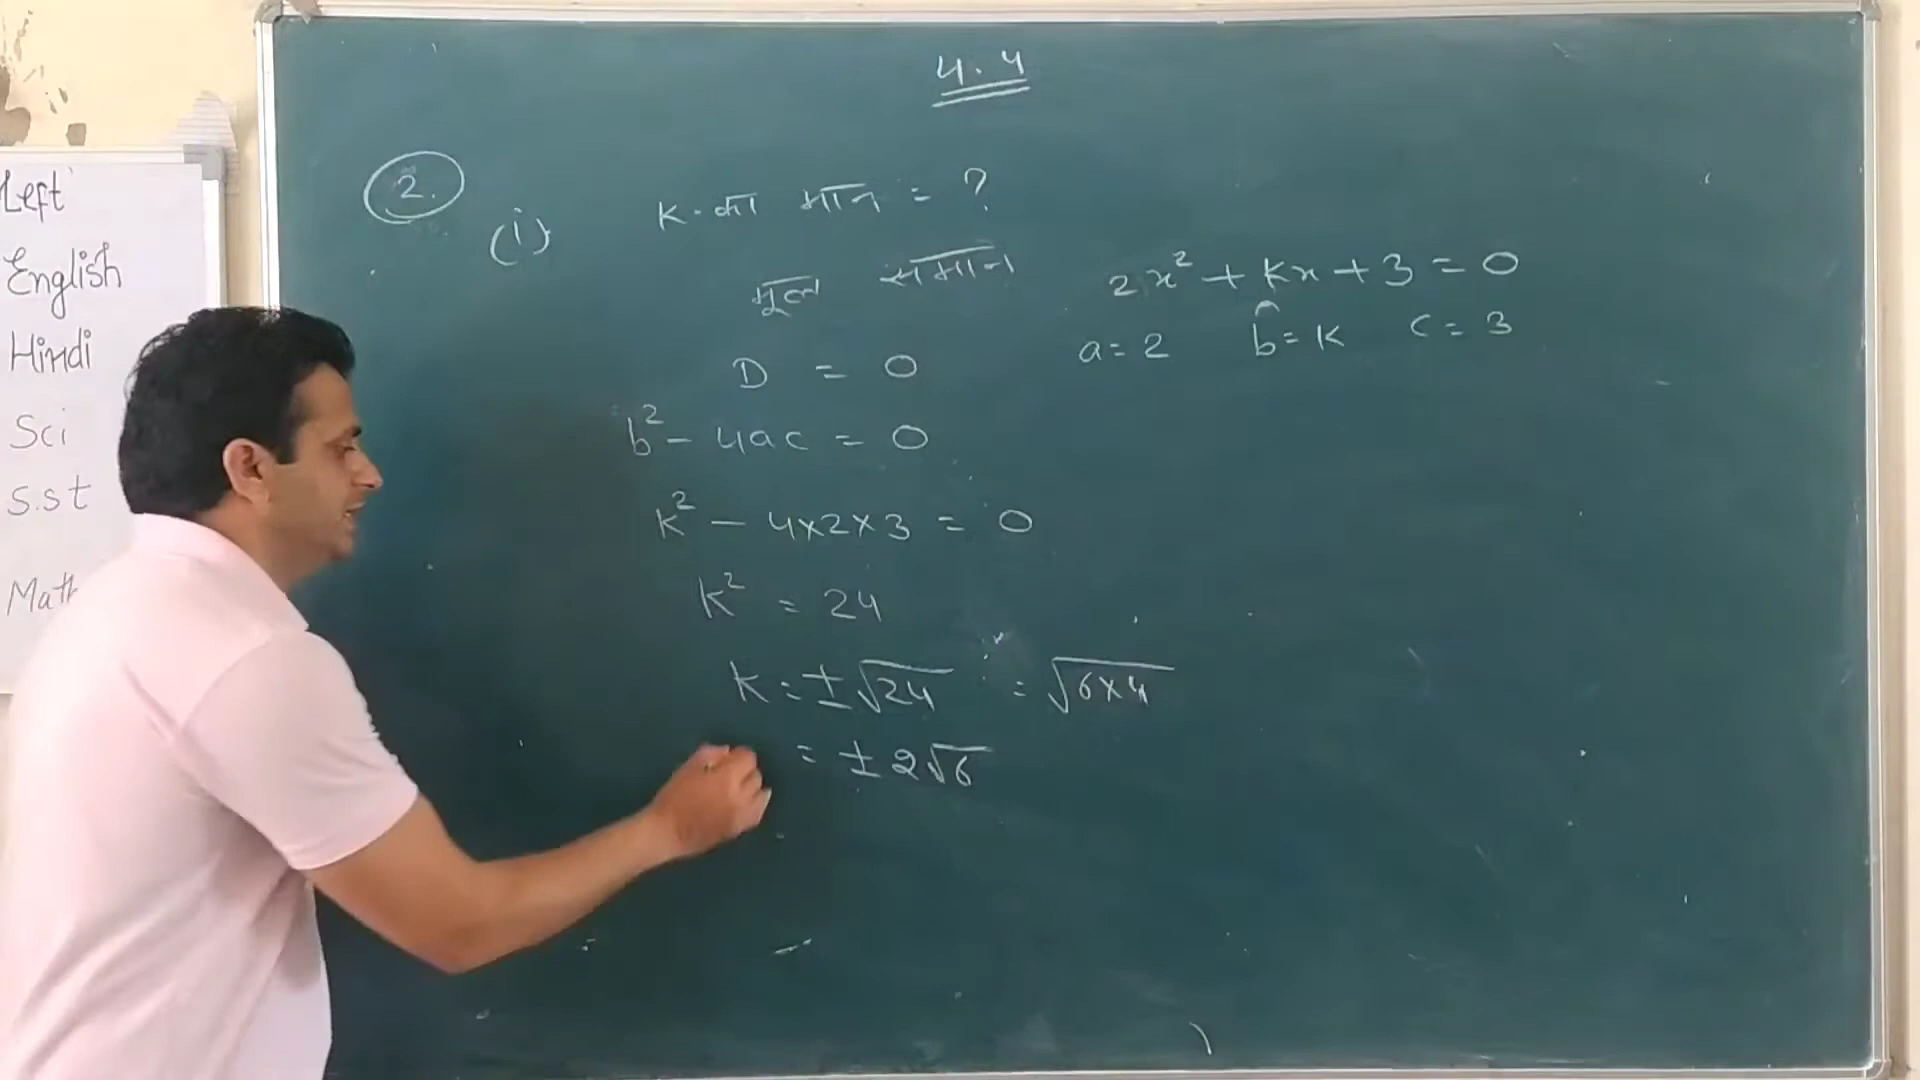 4.4
2.
(i) K का मान = ?
मूल समान
2x² + Kx + 3 = 0
a = 2 b = K c = 3
D = 0
b² - 4ac = 0
K² - 4×2×3 = 0
K² = 24
K = ±√24 = √6×4
= ±2√6
Left
English
Hindi
Sci
S.st
Math